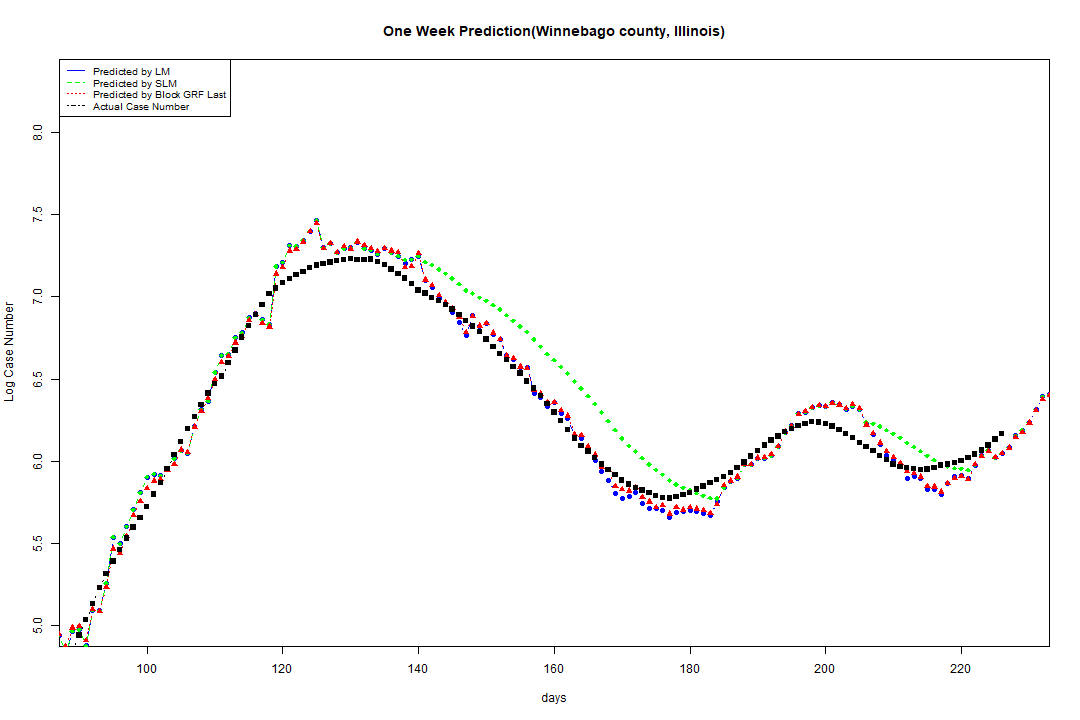 One Week Prediction(Winnebago county, Illinois)
Predicted by LM
Predicted by SLM
Predicted by Block GRF Last
Actual Case Number
Log Case Number
8.0
7.5
7.0
6.5
6.0
5.5
5.0
100 120 140 160 180 200 220
days